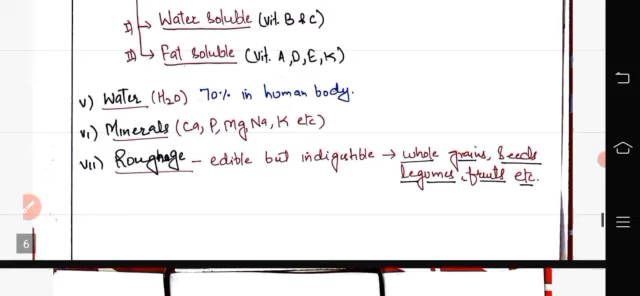 I) → Water Soluble (Vit. B & C)
II) → Fat Soluble (Vit. A, D, E, K)
v) Water (H2O) 70% in human body.
vi) Minerals (Ca, P, Mg, Na, K etc)
vii) Roughage – edible but indigestible → whole grains, seeds
legumes, fruits etc.
6